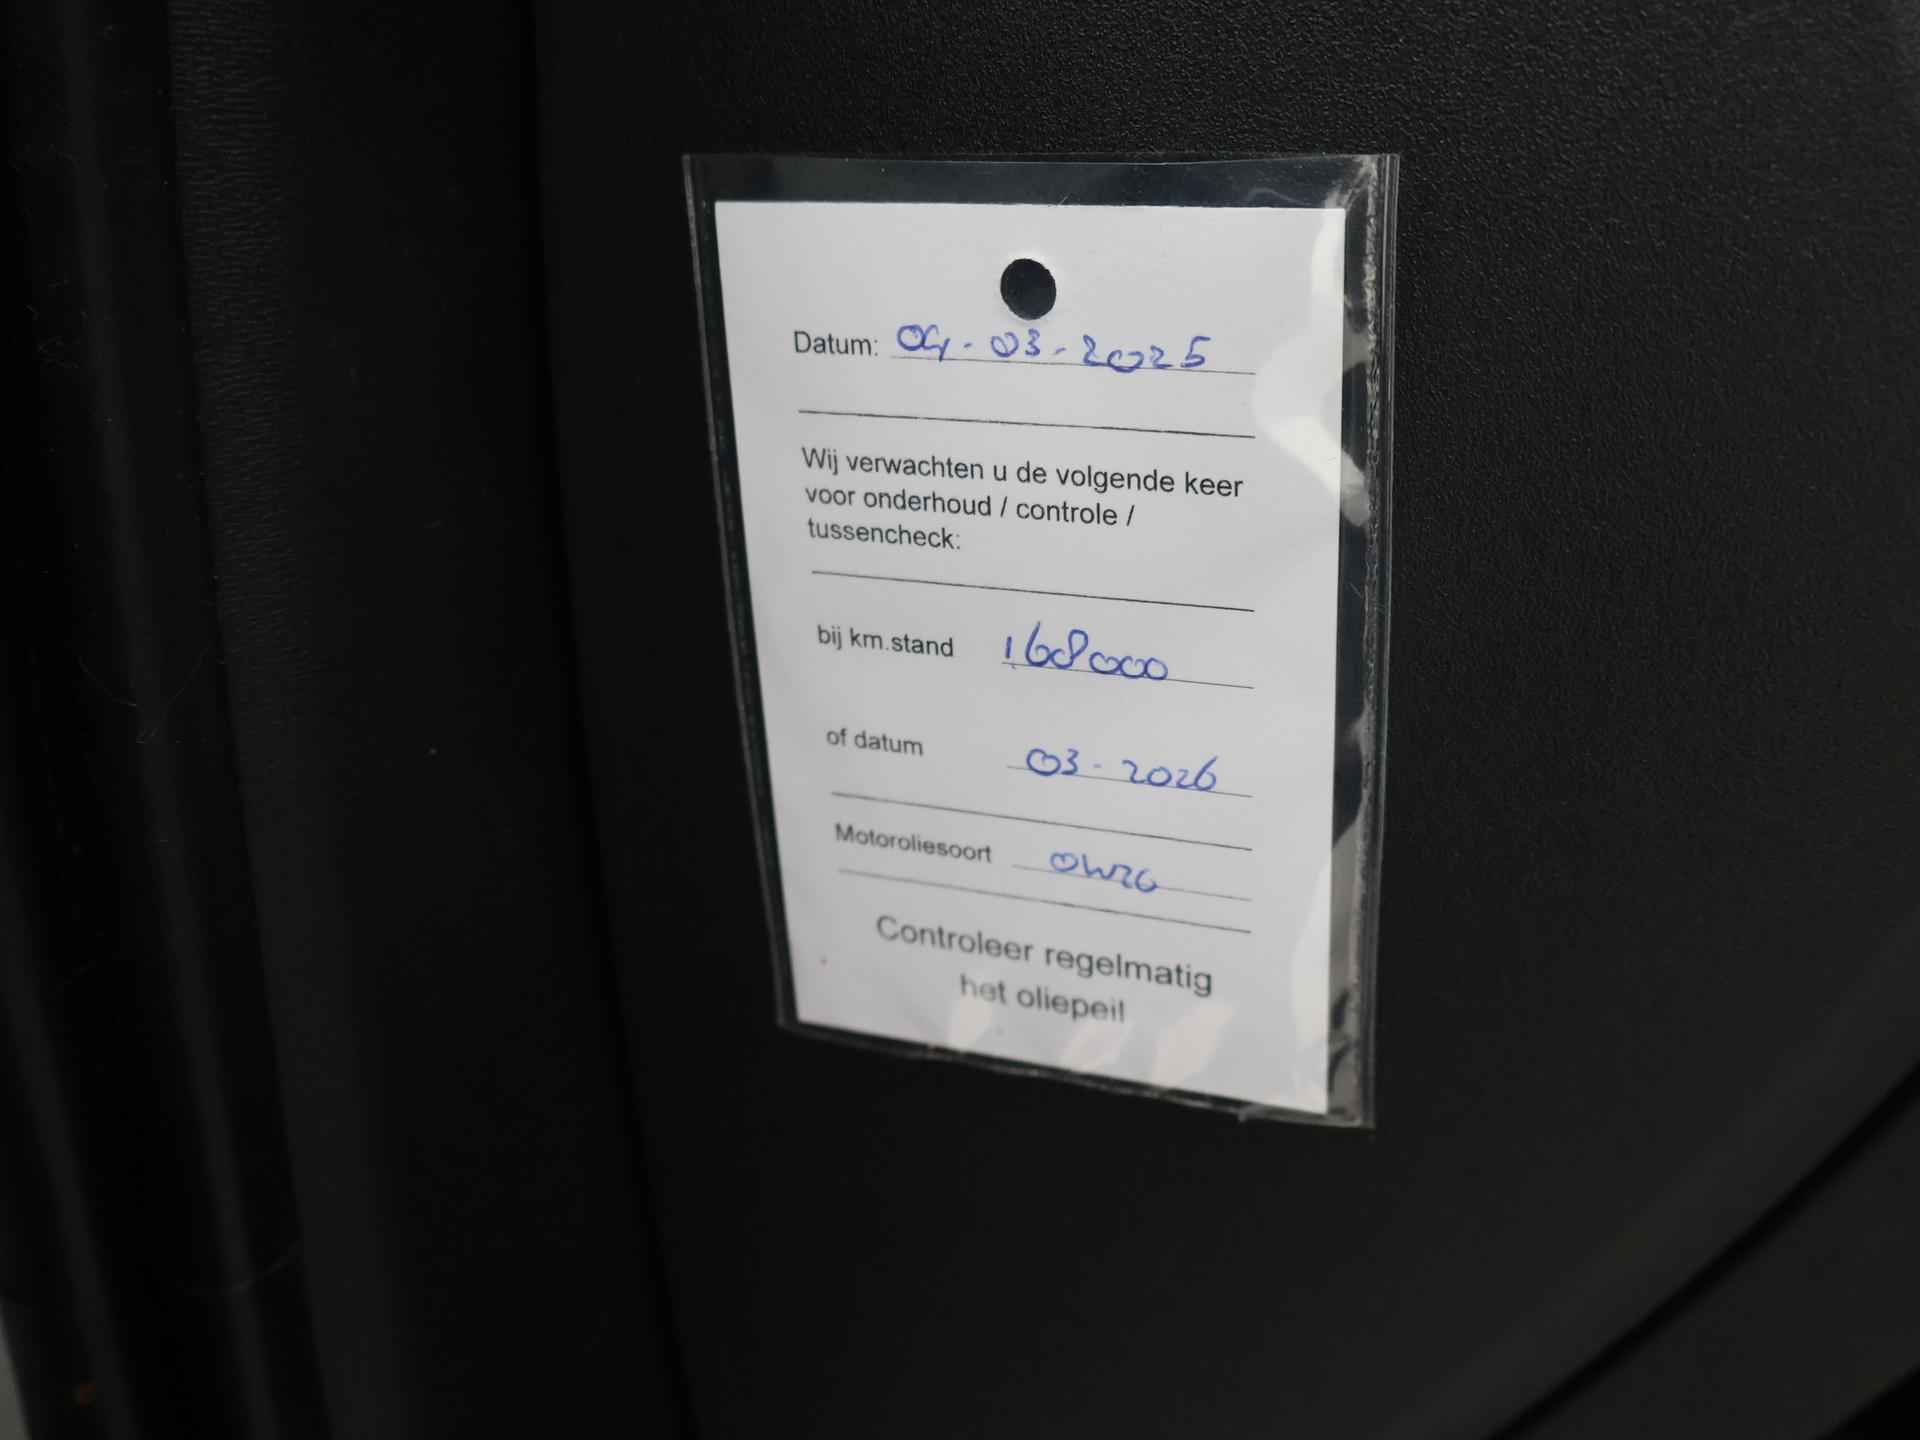 Datum: 04-03-2025
Wij verwachten u de volgende keer
voor onderhoud / controle /
tussencheck:
bij km.stand 168000
of datum 03-2026
Motoroliesoort 0W20
Controleer regelmatig
het oliepeil